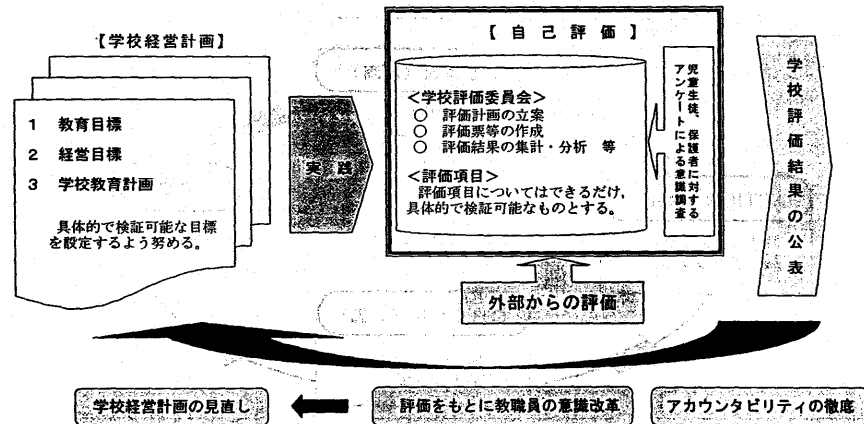 【学校経営計画】
1 教育目標
2 経営目標
3 学校教育計画
具体的で検証可能な目標
を設定するよう努める。
実践
【自己評価】
<学校評価委員会>
○ 評価計画の立案
○ 評価票等の作成
○ 評価結果の集計・分析 等
<評価項目>
評価項目についてはできるだけ,
具体的で検証可能なものとする。
児童生徒、保護者に対する
アンケートによる意識調査
外部からの評価
学校評価結果の公表
学校経営計画の見直し
評価をもとに教職員の意識改革
アカウンタビリティの徹底